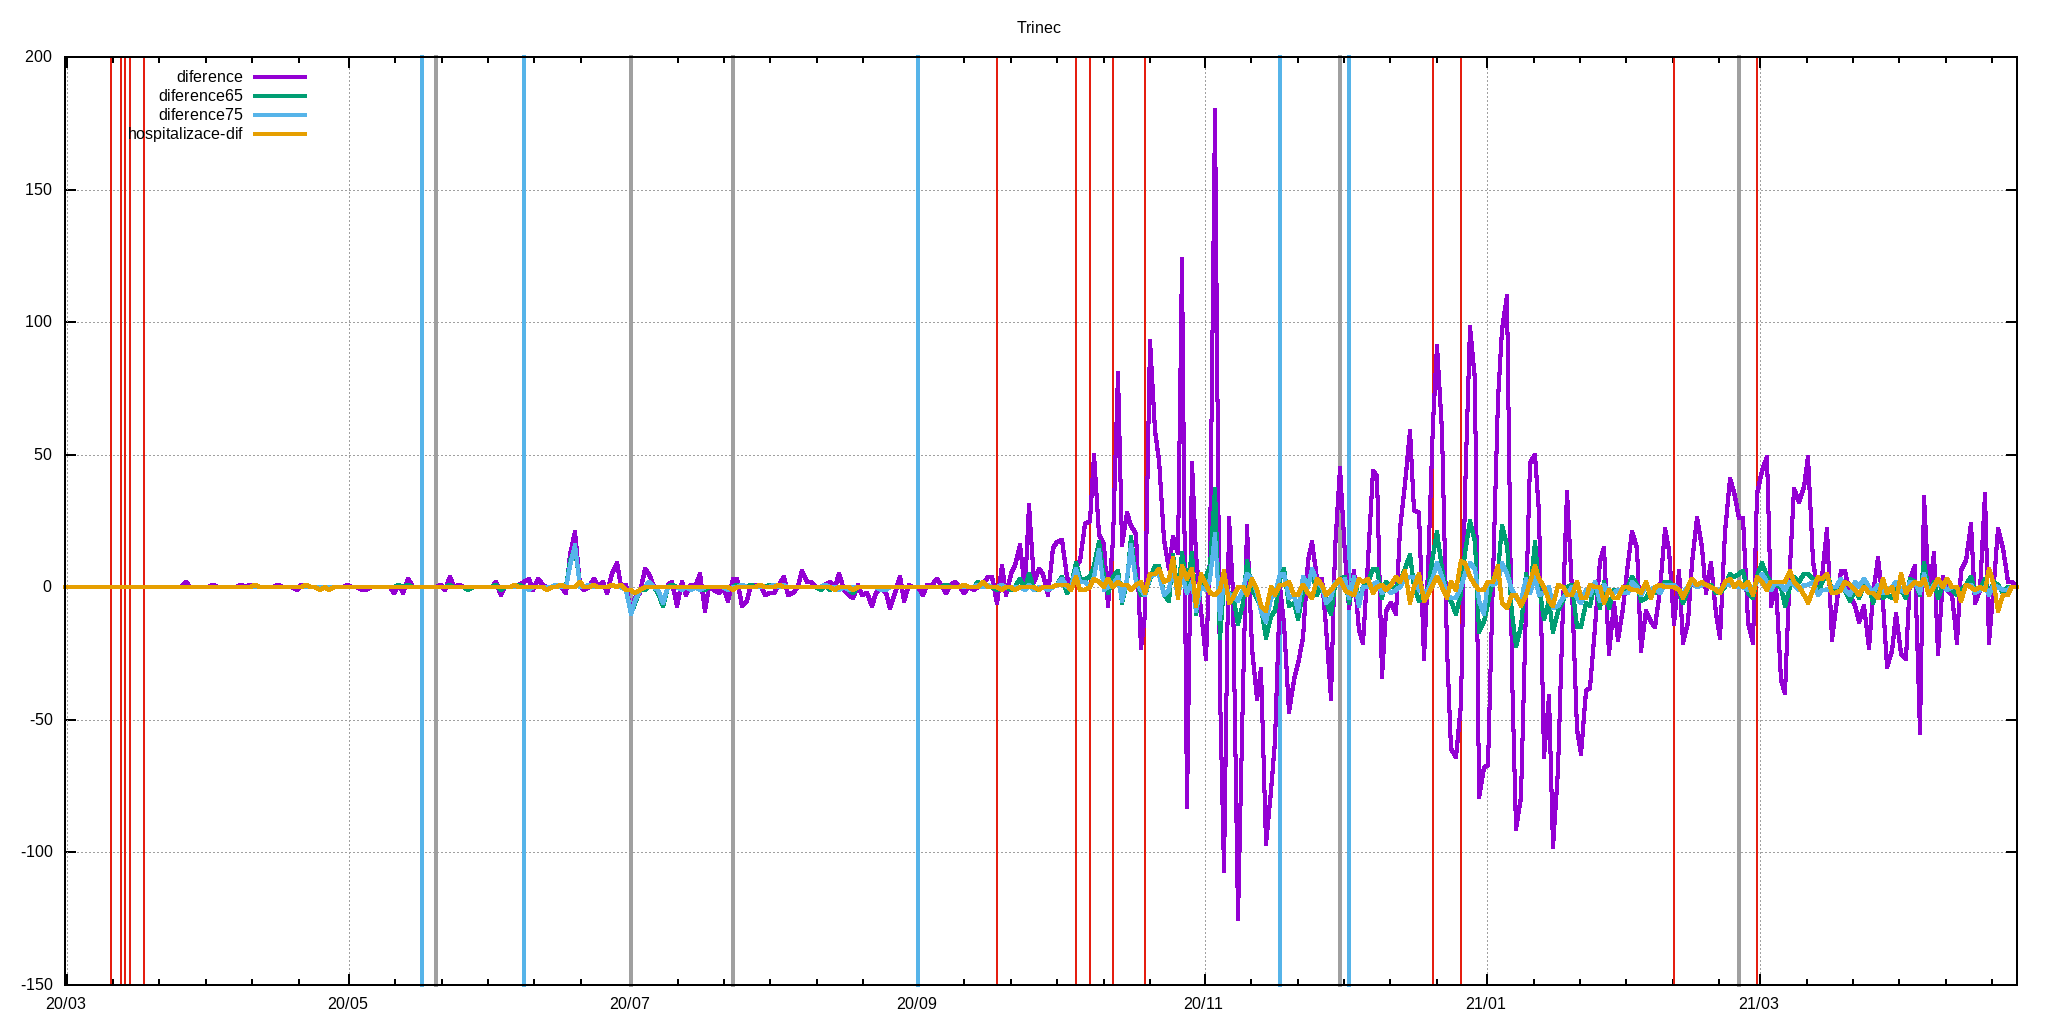 Trinec
200
diference
diference65
diference75
hospitalizace-dif
150
100
50
0
-50
-100
-150
20/03 20/05 20/07 20/09 20/11 21/01 21/03